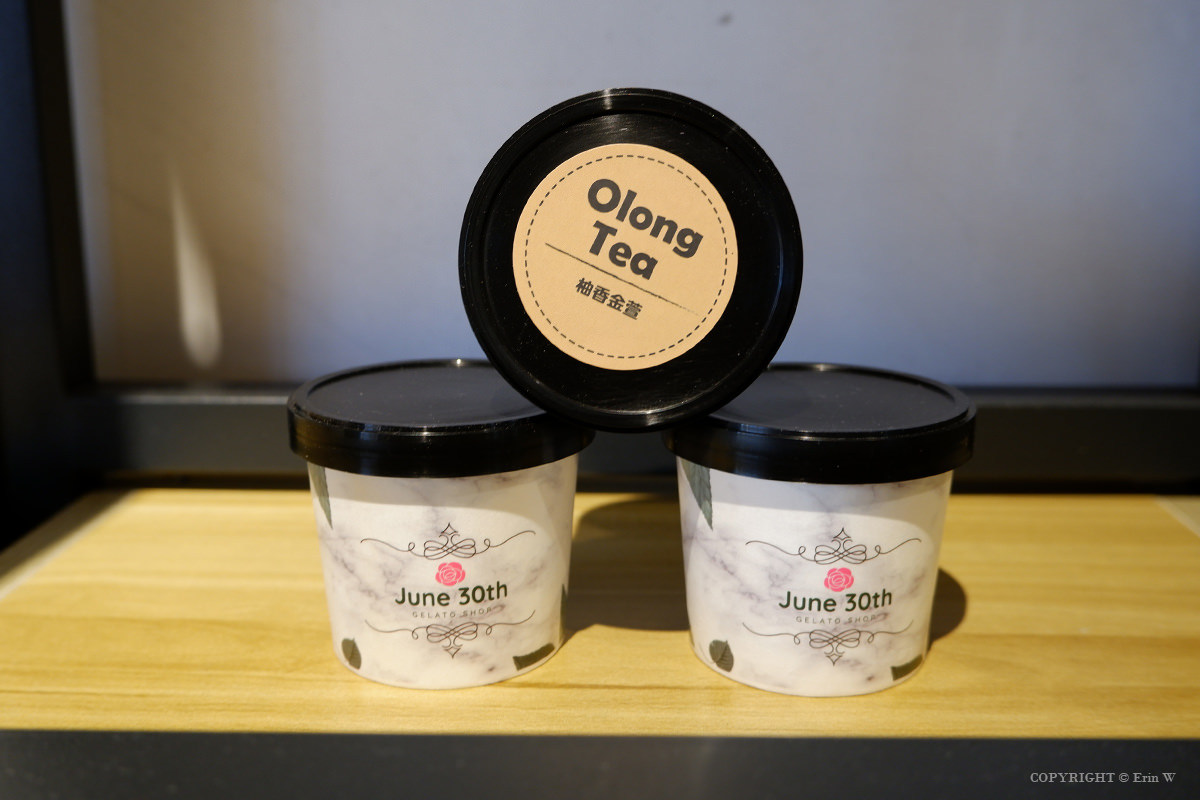 Olong
Tea
柚香金萱
June 30th
GELATO SHOP
June 30th
GELATO SHOP
COPYRIGHT © Erin W